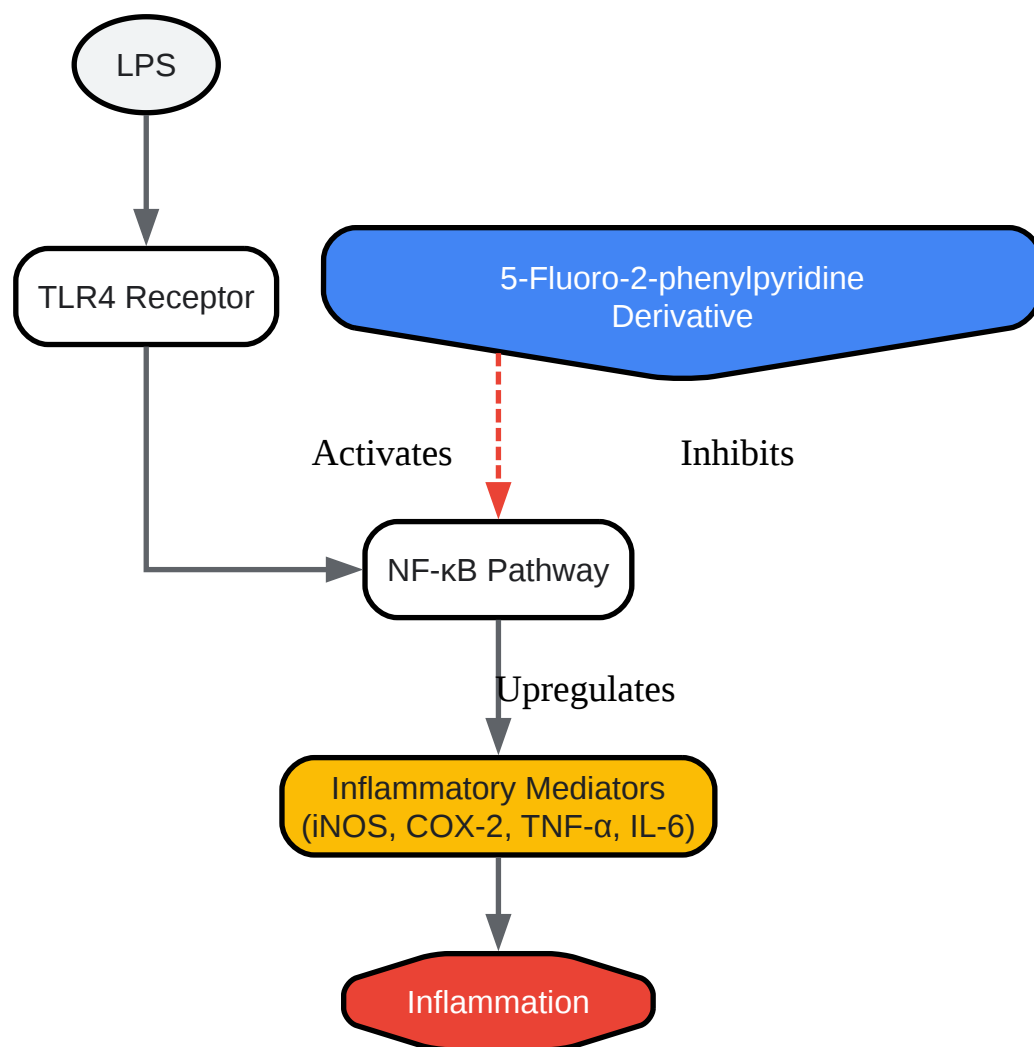 LPS
TLR4 Receptor
5-Fluoro-2-phenylpyridine
Derivative
Activates
Inhibits
NF-κB Pathway
Upregulates
Inflammatory Mediators
(iNOS, COX-2, TNF-α, IL-6)
Inflammation